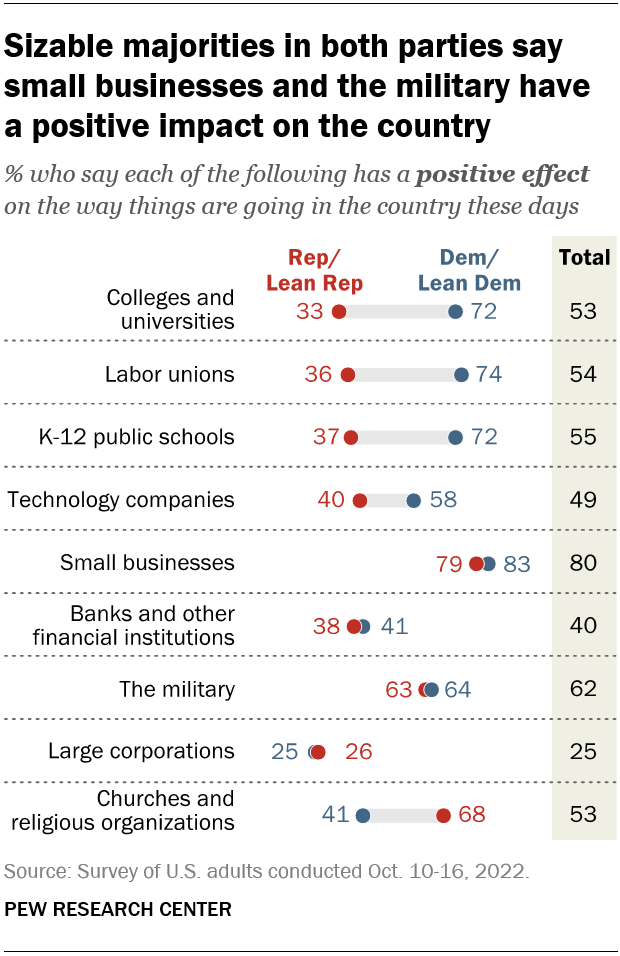 Sizable majorities in both parties say
small businesses and the military have
a positive impact on the country
% who say each of the following has a positive effect
on the way things are going in the country these days
Rep/
Lean Rep
Dem/
Lean Dem
Total
Colleges and
universities
33 72 53
Labor unions 36 74 54
K-12 public schools 37 72 55
Technology companies 40 58 49
Small businesses 79 83 80
Banks and other
financial institutions
38 41 40
The military 63 64 62
Large corporations 25 26 25
Churches and
religious organizations
41 68 53
Source: Survey of U.S. adults conducted Oct. 10-16, 2022.
PEW RESEARCH CENTER